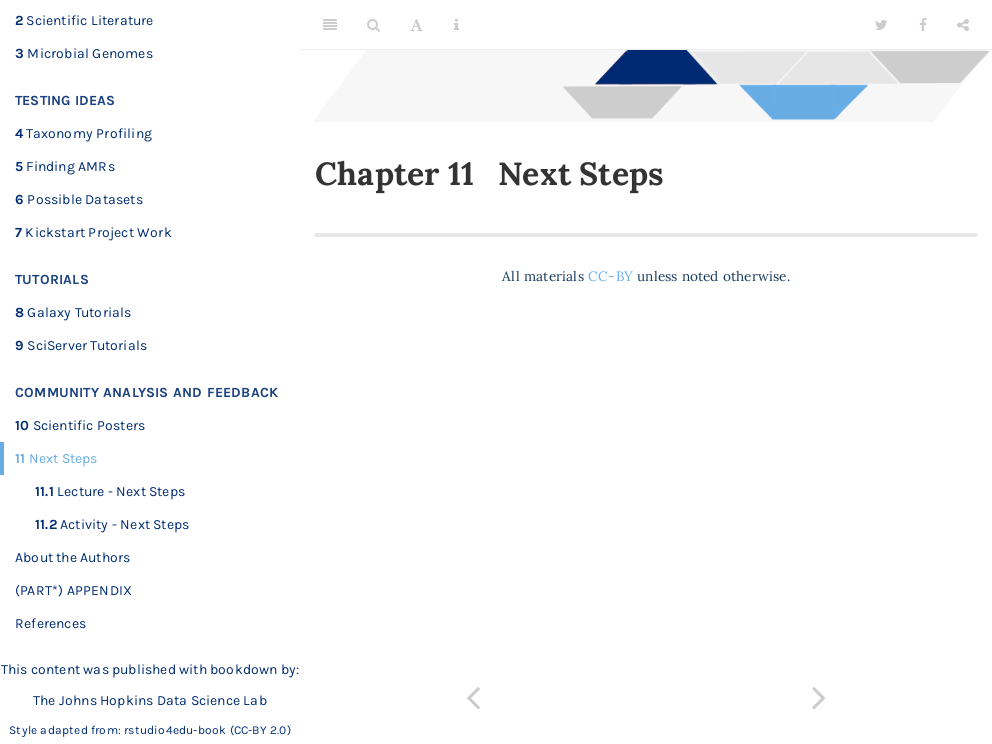 2 Scientific Literature
3 Microbial Genomes
TESTING IDEAS
4 Taxonomy Profiling
5 Finding AMRs
6 Possible Datasets
7 Kickstart Project Work
TUTORIALS
8 Galaxy Tutorials
9 SciServer Tutorials
COMMUNITY ANALYSIS AND FEEDBACK
10 Scientific Posters
11 Next Steps
11.1 Lecture - Next Steps
11.2 Activity - Next Steps
About the Authors
(PART*) APPENDIX
References
This content was published with bookdown by:
The Johns Hopkins Data Science Lab
Style adapted from: rstudio4edu-book (CC-BY 2.0)
A
Chapter 11 Next Steps
All materials CC-BY unless noted otherwise.